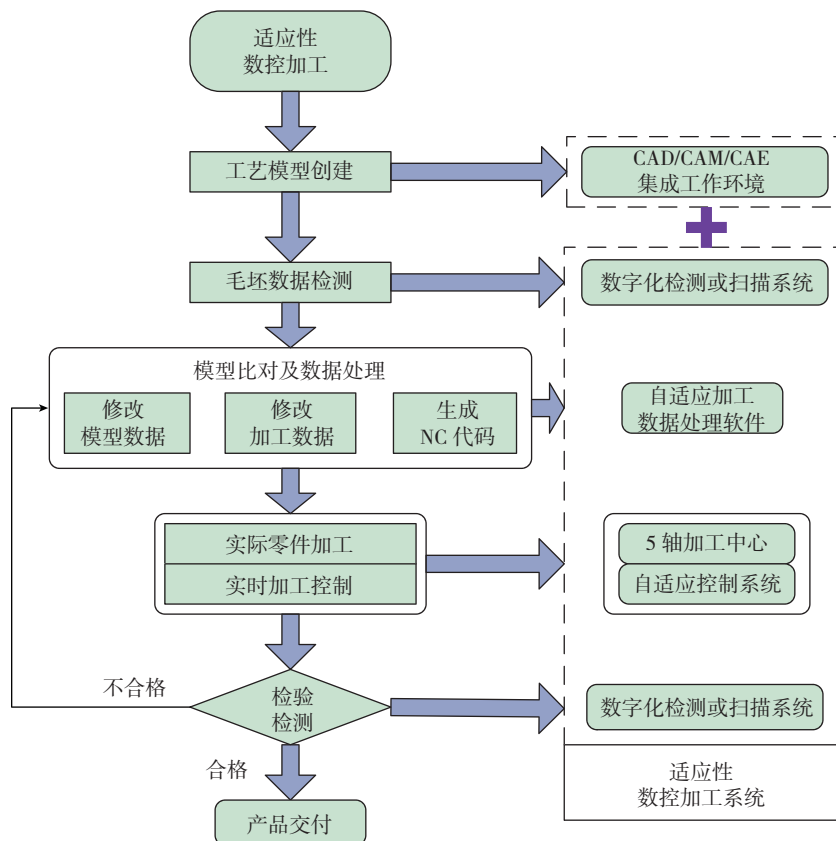 适应性
数控加工
工艺模型创建
CAD/CAM/CAE
集成工作环境
毛坯数据检测
数字化检测或扫描系统
模型比对及数据处理
修改
模型数据
修改
加工数据
生成
NC 代码
自适应加工
数据处理软件
实际零件加工
实时加工控制
5 轴加工中心
自适应控制系统
不合格
检验
检测
数字化检测或扫描系统
合格
产品交付
适应性
数控加工系统